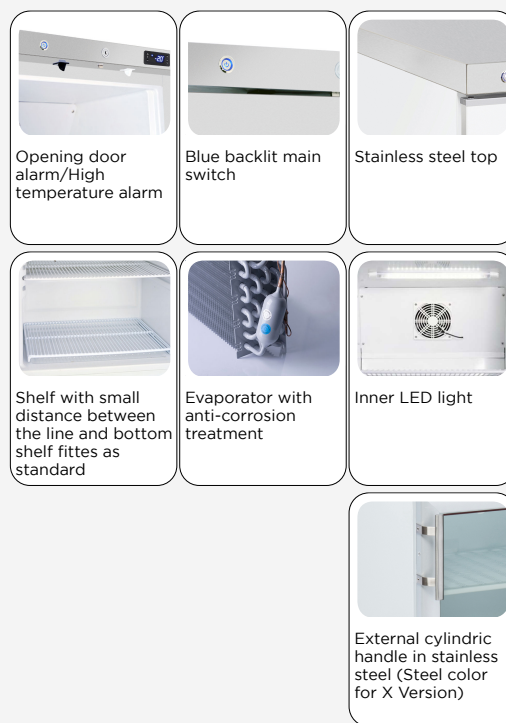 -20
Opening door
alarm/High
temperature alarm
Blue backlit main
switch
Stainless steel top
Shelf with small
distance between
the line and bottom
shelf fittes as
standard
Evaporator with
anti-corrosion
treatment
Inner LED light
External cylindric
handle in stainless
steel (Steel color
for X Version)